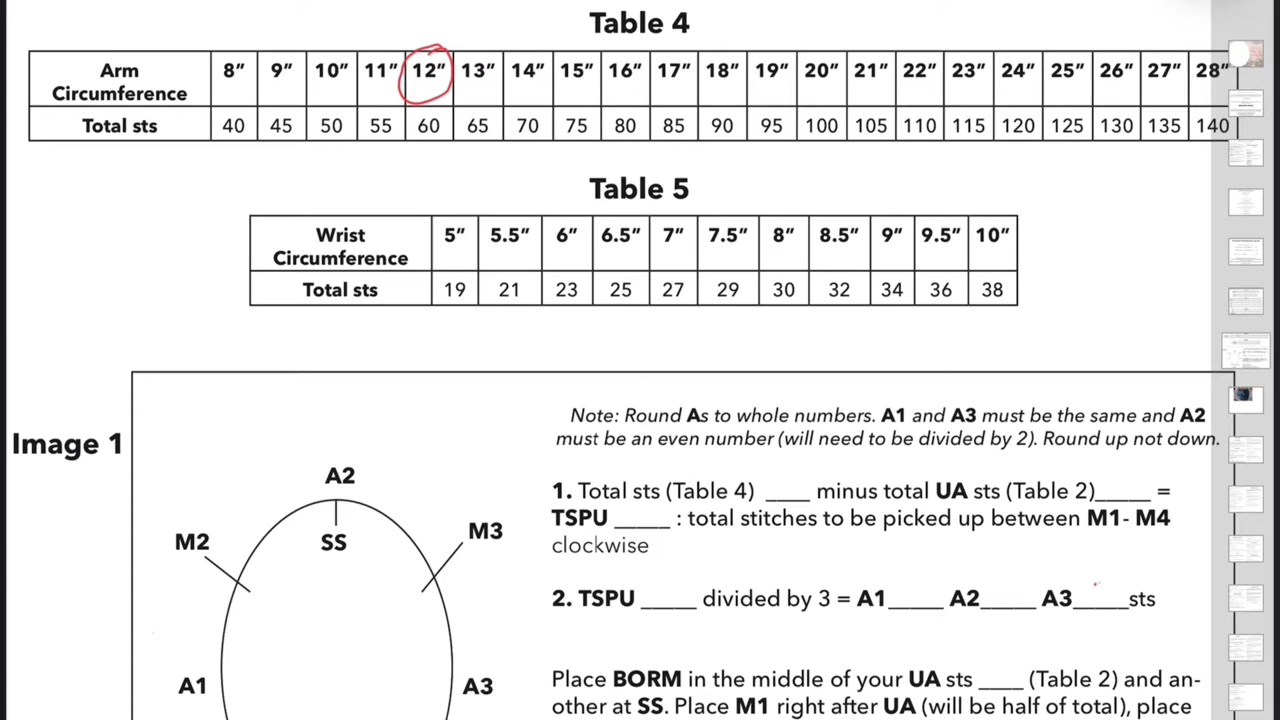 Table 4
Arm Circumference 8” 9” 10” 11” 12” 13” 14” 15” 16” 17” 18” 19” 20” 21” 22” 23” 24” 25” 26” 27” 28”
Total sts 40 45 50 55 60 65 70 75 80 85 90 95 100 105 110 115 120 125 130 135 140
Table 5
Wrist Circumference 5” 5.5” 6” 6.5” 7” 7.5” 8” 8.5” 9” 9.5” 10”
Total sts 19 21 23 25 27 29 30 32 34 36 38
Image 1
A2
SS
M2
M3
A1
A3
Note: Round As to whole numbers. A1 and A3 must be the same and A2
must be an even number (will need to be divided by 2). Round up not down.
1. Total sts (Table 4) ____ minus total UA sts (Table 2)_____ =
TSPU _____ : total stitches to be picked up between M1- M4
clockwise
2. TSPU _____ divided by 3 = A1_____ A2_____ A3_____sts
Place BORM in the middle of your UA sts ____ (Table 2) and an-
other at SS. Place M1 right after UA (will be half of total), place